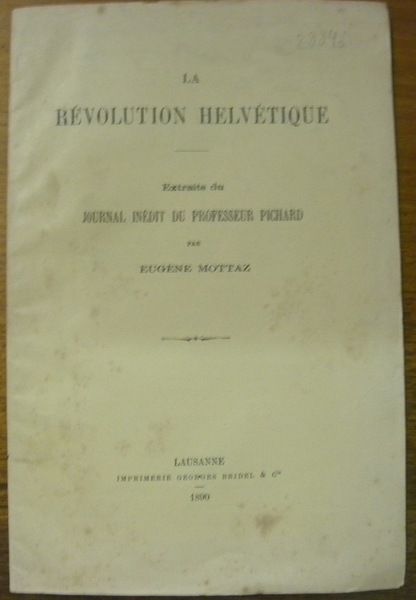 23345
LA
RÉVOLUTION HELVÉTIQUE
Extraits du
JOURNAL INÉDIT DU PROFESSEUR PICHARD
PAR
EUGÈNE MOTTAZ
LAUSANNE
IMPRIMERIE GEORGES BRIDEL & Cie
1890